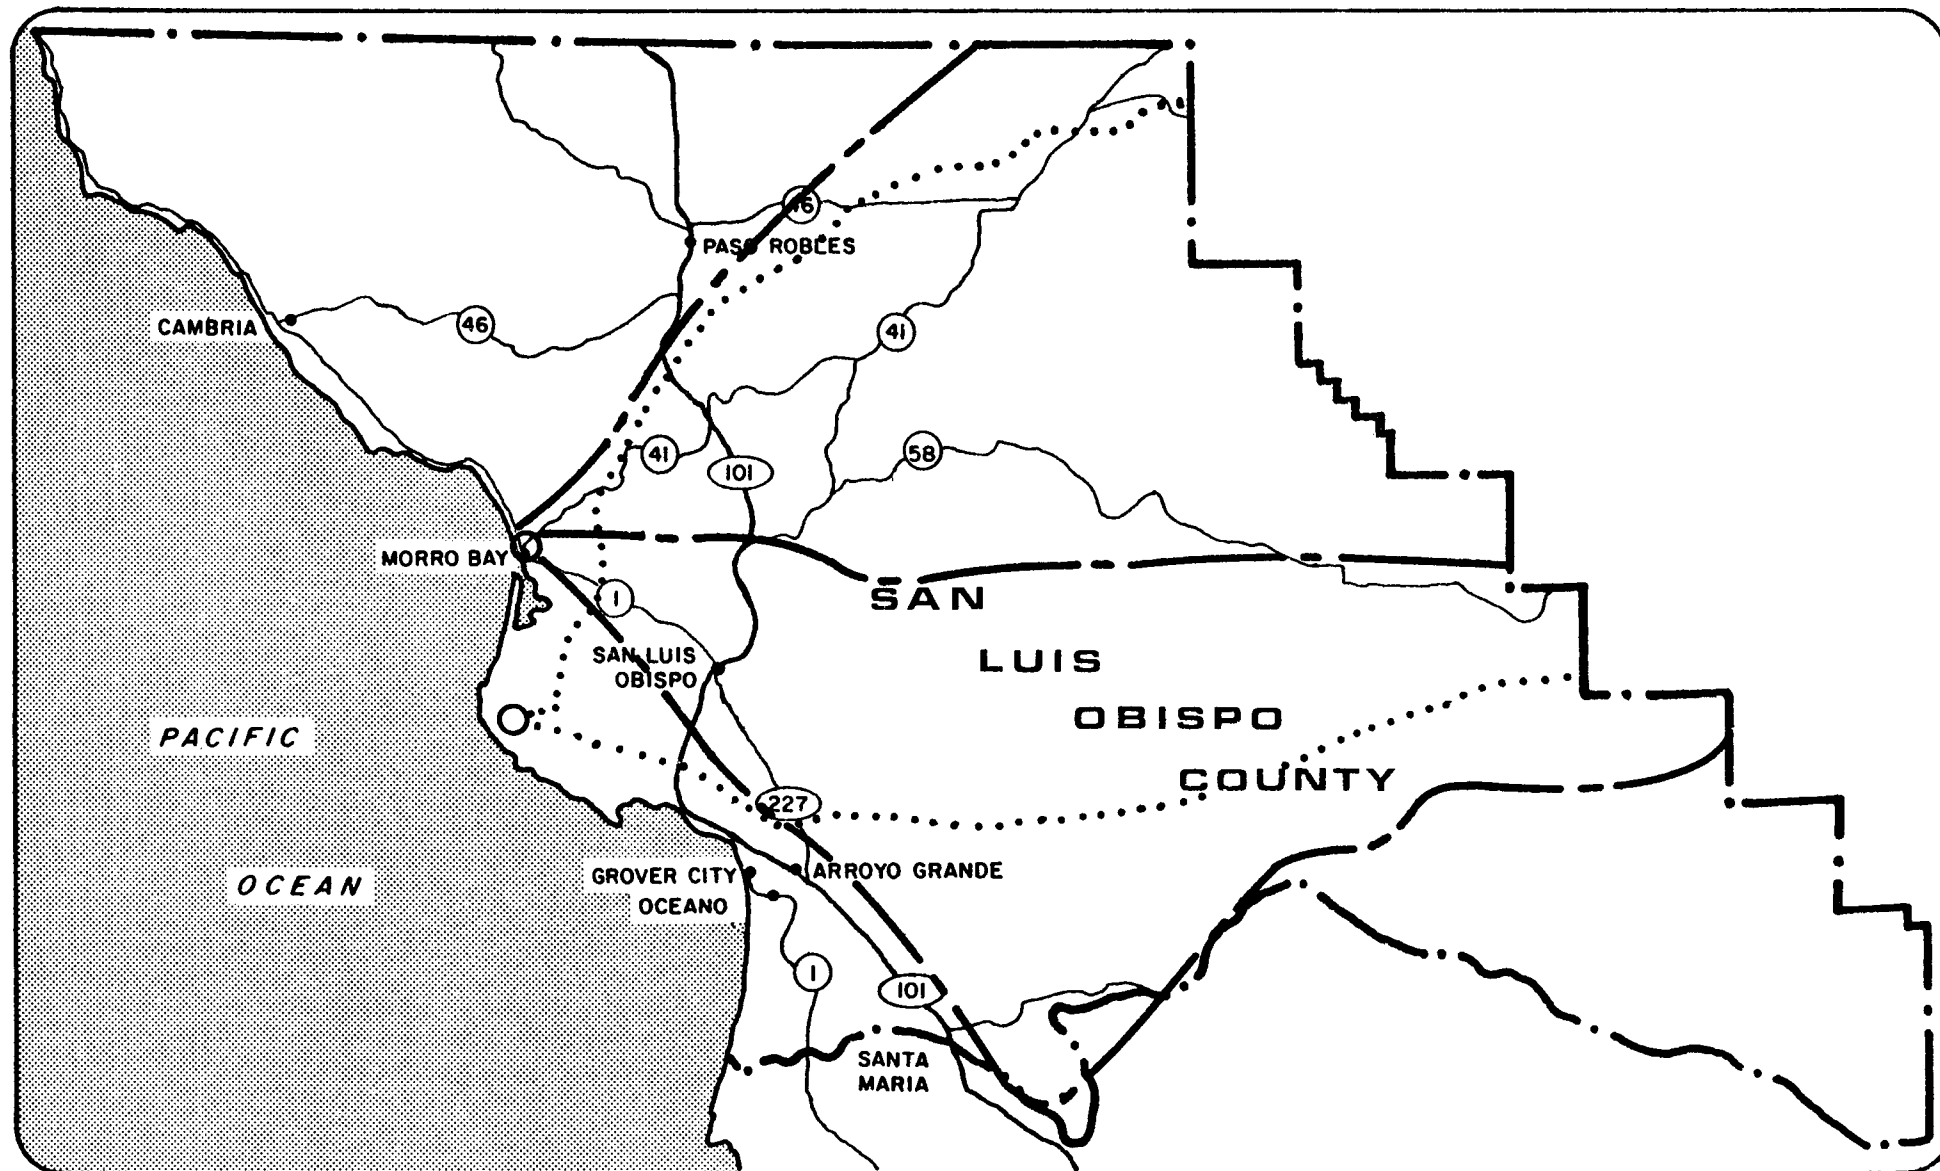 46
PASO ROBLES
CAMBRIA
46
41
41
58
101
MORRO BAY
SAN
1
SAN LUIS
OBISPO
LUIS
OBISPO
PACIFIC
COUNTY
227
GROVER CITY
ARROYO GRANDE
OCEAN
OCEANO
1
101
SANTA
MARIA